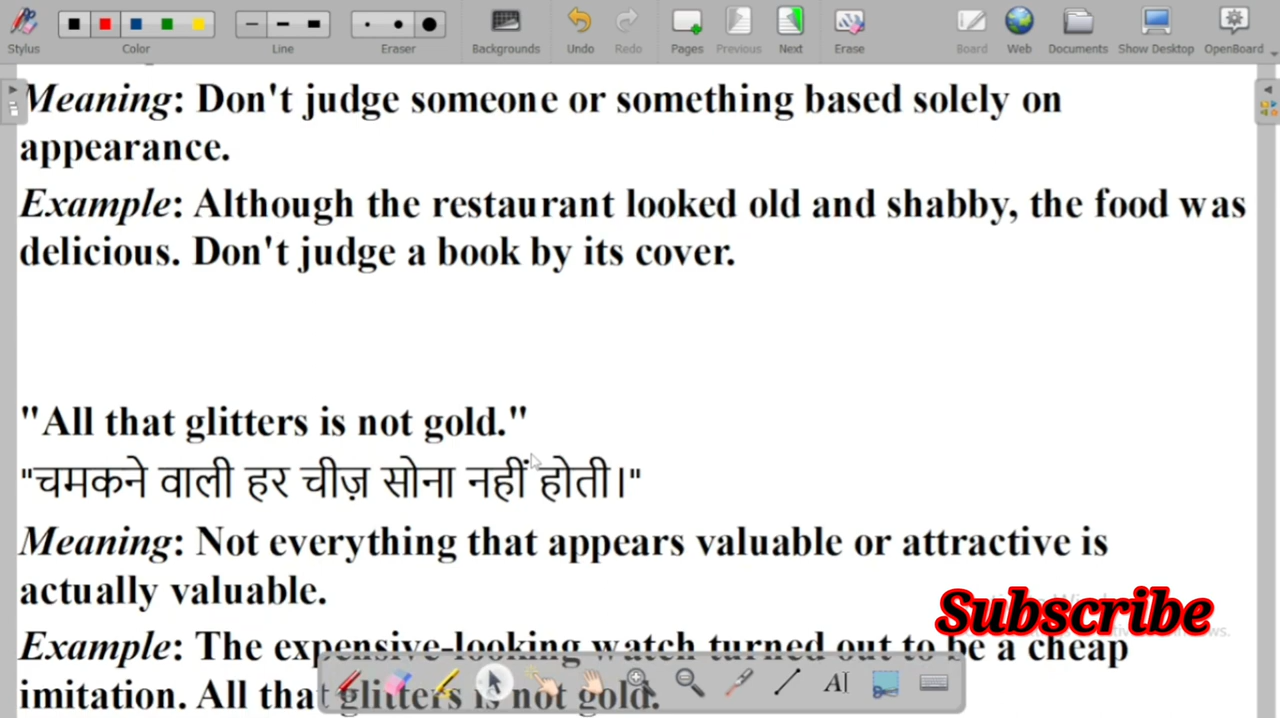 Stylus
Color
Line
Eraser
Backgrounds
Undo
Redo
Pages
Previous
Next
Erase
Board
Web
Documents
Show Desktop
OpenBoard
Meaning: Don't judge someone or something based solely on
appearance.
Example: Although the restaurant looked old and shabby, the food was
delicious. Don't judge a book by its cover.
"All that glitters is not gold."
"चमकने वाली हर चीज़ सोना नहीं होती।"
Meaning: Not everything that appears valuable or attractive is
actually valuable.
Subscribe
Example: The expensive-looking watch turned out to be a cheap
imitation. All that glitters is not gold.